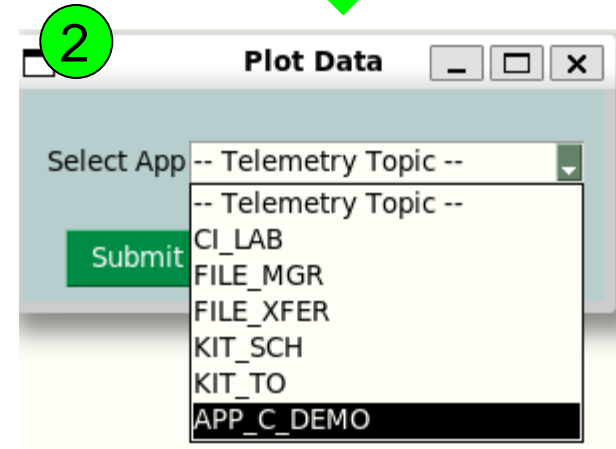 2
Plot Data
Select App -- Telemetry Topic --
-- Telemetry Topic --
CI_LAB
Submit
FILE_MGR
FILE_XFER
KIT_SCH
KIT_TO
APP_C_DEMO